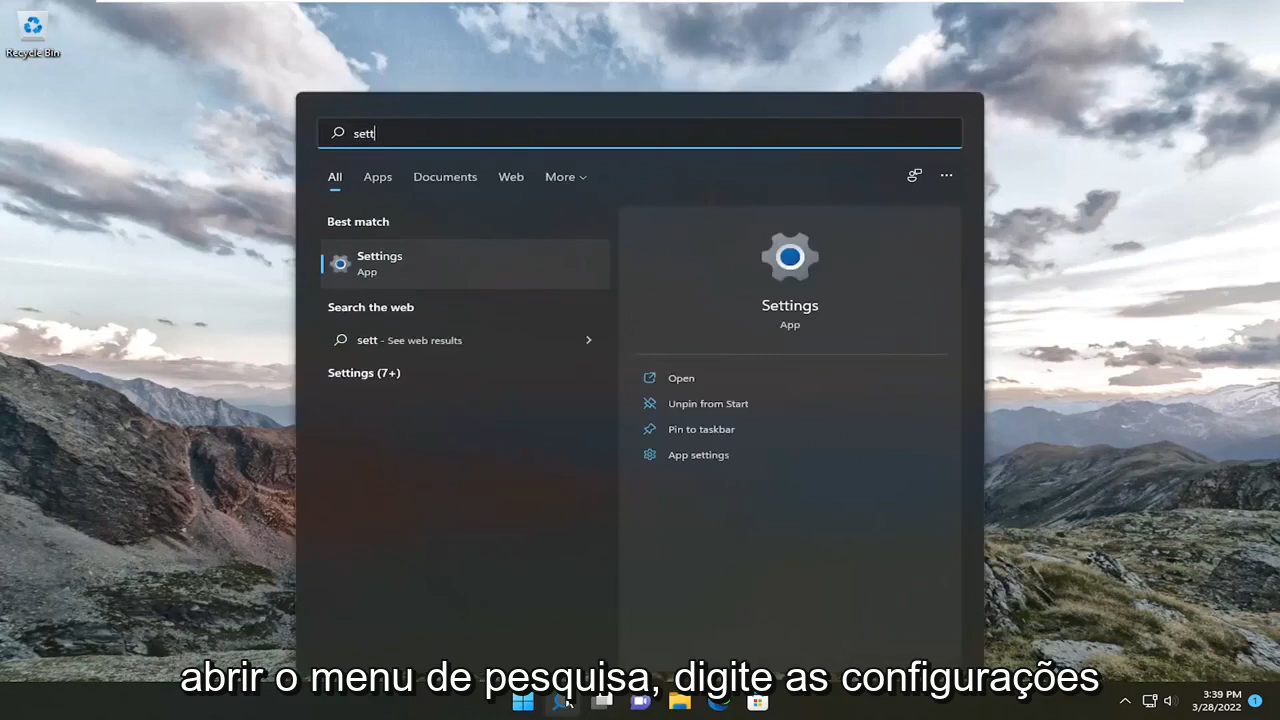 Recycle Bin
sett
All Apps Documents Web More
Best match
Settings
App
Search the web
sett - See web results
Settings (7+)
Settings
App
Open
Unpin from Start
Pin to taskbar
App settings
abrir o menu de pesquisa, digite as configurações
3:39 PM
3/28/2022
1